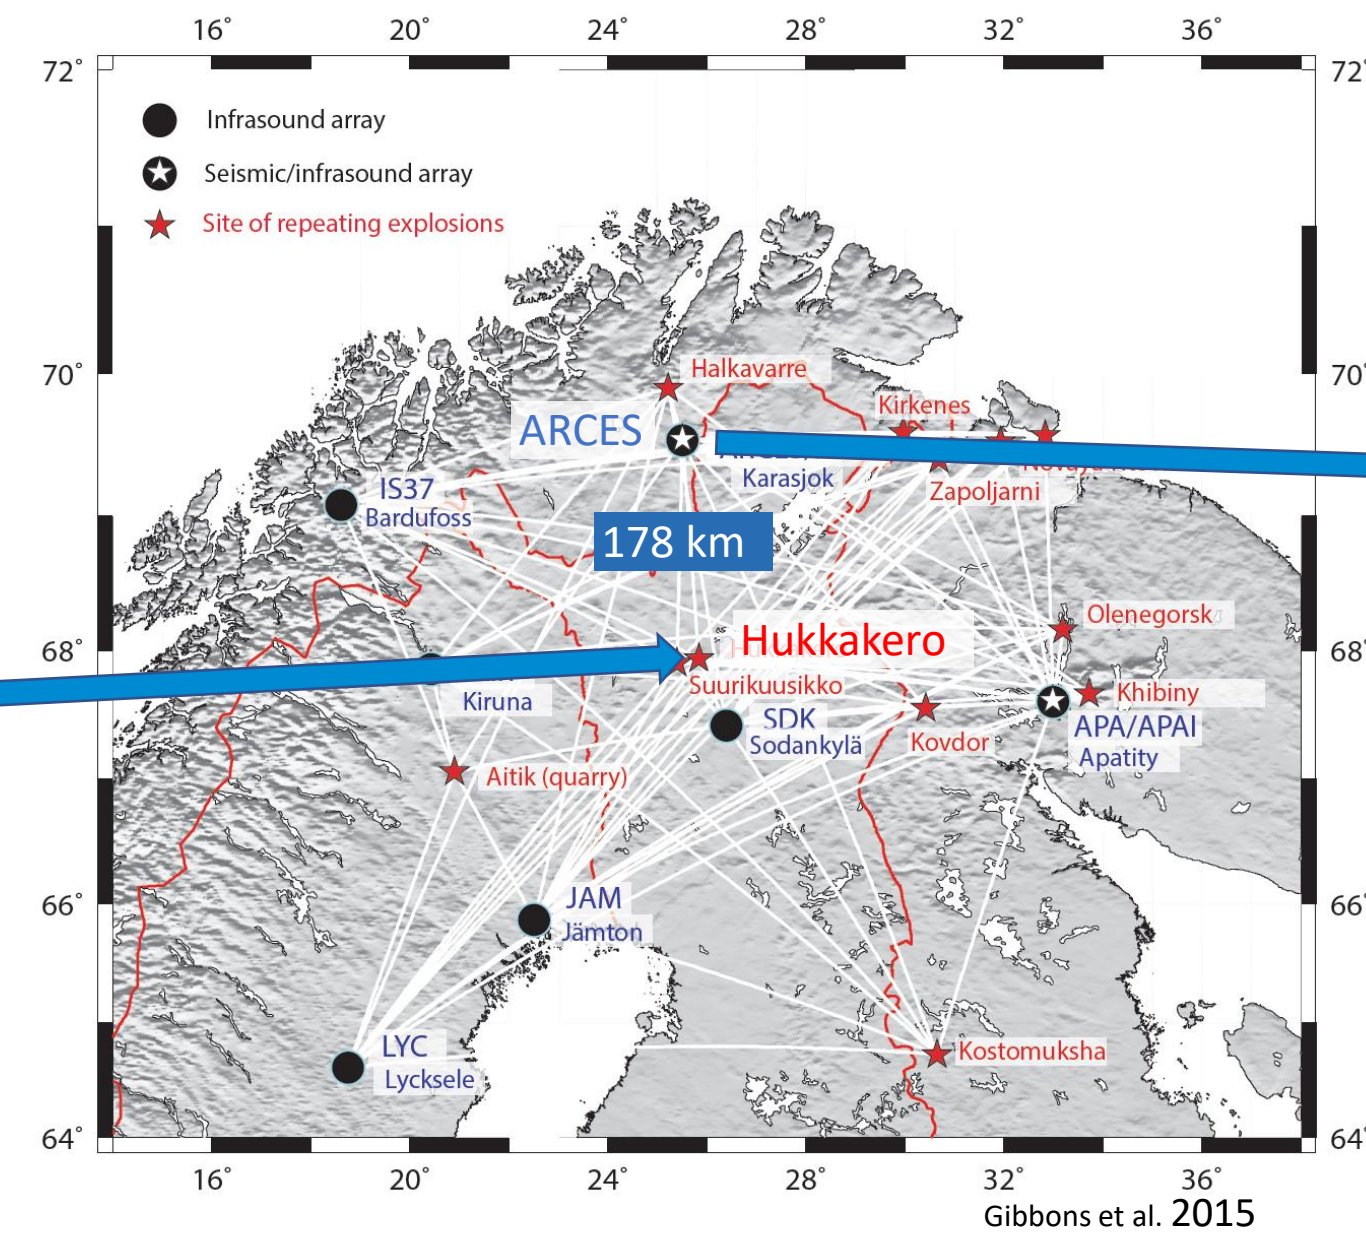 16° 20° 24° 28° 32° 36°
72° 72°
Infrasound array
Seismic/infrasound array
Site of repeating explosions
70° 70°
Halkavarre
Kirkenes
ARCES
Karasjok
Zapoljarni
IS37
Bardufoss
178 km
Olenegorsk
68° 68°
Hukkakero
Suurikuusikko
Khibiny
Kiruna
SDK
Sodankylä
APA/APAI
Apatity
Kovdor
Aitik (quarry)
66° 66°
JAM
Jämton
LYC
Lycksele
Kostomuksha
64° 64°
16° 20° 24° 28° 32° 36°
Gibbons et al. 2015